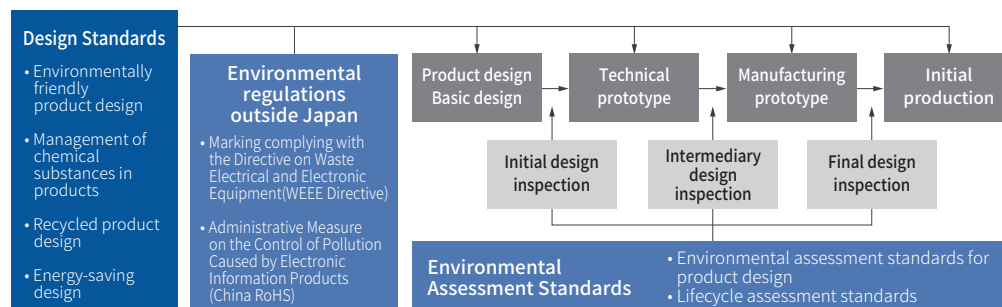 Design Standards
• Environmentally
friendly
product design
• Management of
chemical
substances in
products
• Recycled product
design
• Energy-saving
design
Environmental
regulations
outside Japan
• Marking complying with
the Directive on Waste
Electrical and Electronic
Equipment(WEEE Directive)
• Administrative Measure
on the Control of Pollution
Caused by Electronic
Information Products
(China RoHS)
Product design
Basic design
Technical
prototype
Manufacturing
prototype
Initial
production
Initial design
inspection
Intermediary
design
inspection
Final design
inspection
Environmental
Assessment Standards
• Environmental assessment standards for
product design
• Lifecycle assessment standards